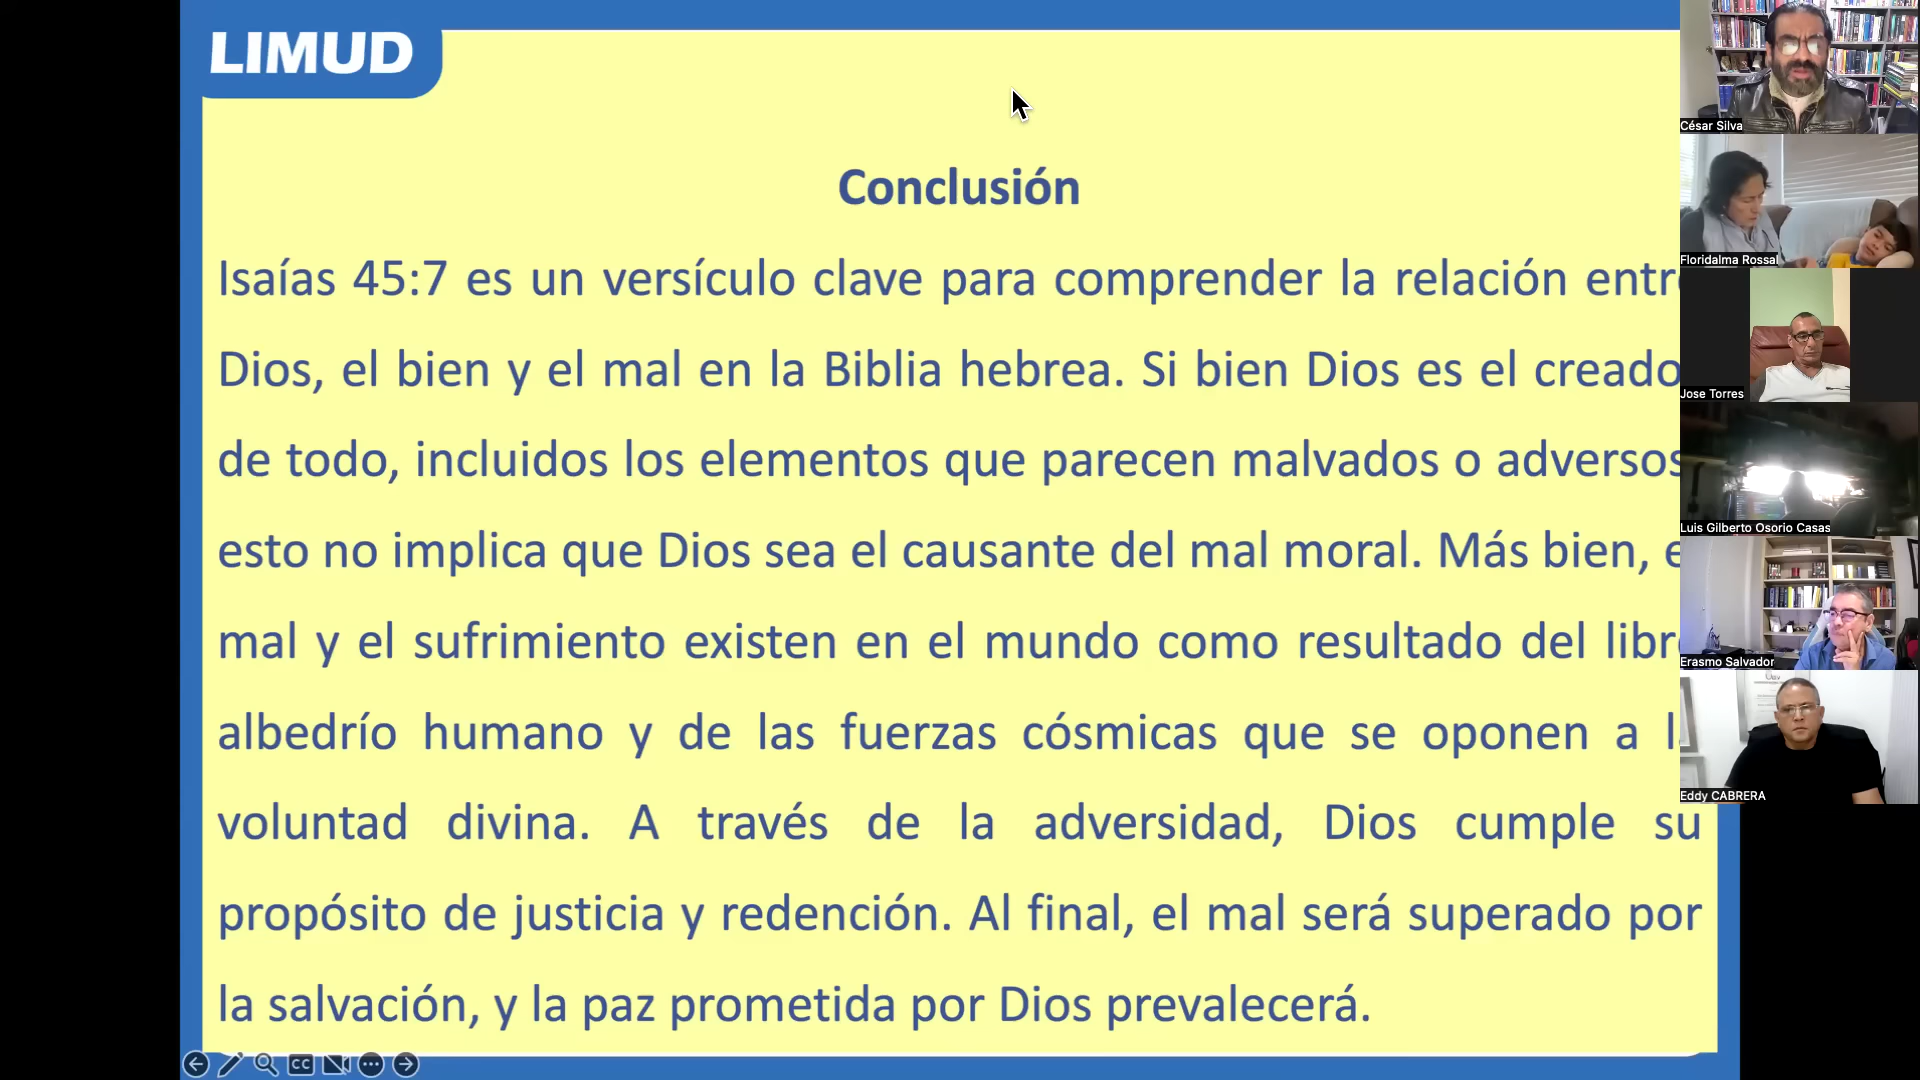 LIMUD
Conclusión
Isaías 45:7 es un versículo clave para comprender la relación
Dios, el bien y el mal en la Biblia hebrea. Si bien Dios es el
de todo, incluidos los elementos que parecen malvados o adversos
esto no implica que Dios sea el causante del mal moral. Más bien,
mal y el sufrimiento existen en el mundo como resultado del
albedrío humano y de las fuerzas cósmicas que se oponen a
voluntad divina. A través de la adversidad, Dios cumple su
propósito de justicia y redención. Al final, el mal será superado por
la salvación, y la paz prometida por Dios prevalecerá.
CC
César Silva
Floridalma Rossal
Jose Torres
Luis Gilberto Osorio Casas
Erasmo Salvador
Eddy CABRERA